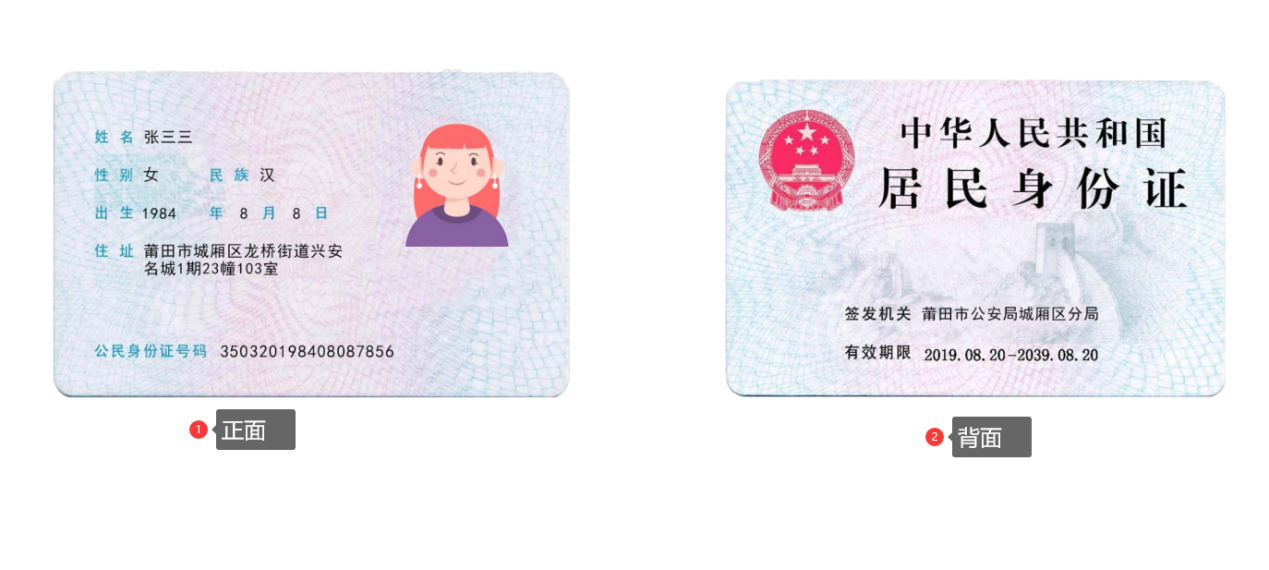 姓名 张三三
性别 女 民族 汉
出生 1984 年 8 月 8 日
住址 莆田市城厢区龙桥街道兴安
名城1期23幢103室
公民身份证号码 350320198408087856
1 正面
中华人民共和国
居民身份证
签发机关 莆田市公安局城厢区分局
有效期限 2019.08.20-2039.08.20
2 背面